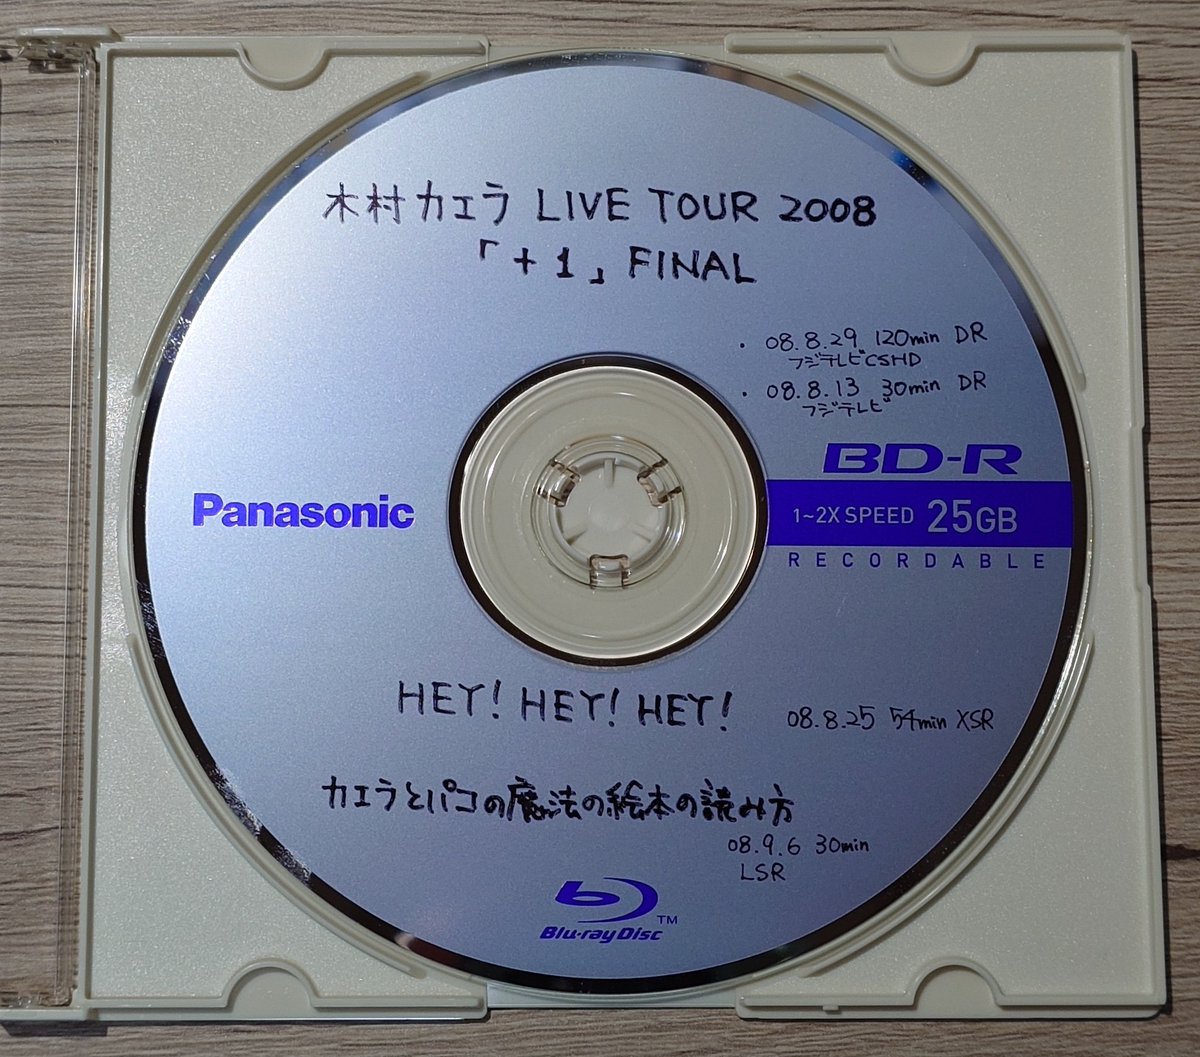 木村カエラ LIVE TOUR 2008
「+1」FINAL
・08.8.29 120min DR
フジテレビCSHD
・08.8.13 30min DR
フジテレビ
BD-R
Panasonic
1~2X SPEED 25GB
RECORDABLE
HEY! HEY! HEY! 08.8.25 54min XSR
カエラとパコの魔法の絵本の読み方
08.9.6 30min
LSR
Blu-ray Disc TM